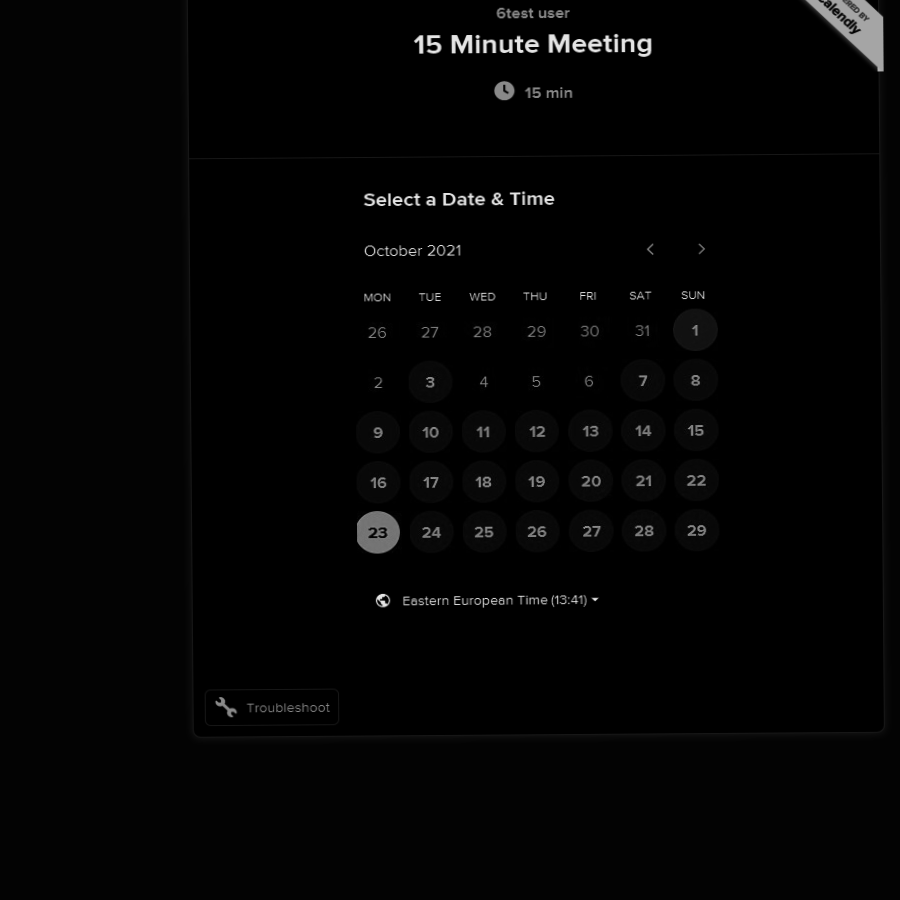 6test user
15 Minute Meeting
15 min
calendly
Select a Date & Time
October 2021
MON TUE WED THU FRI SAT SUN
26 27 28 29 30 31 1
2 3 4 5 6 7 8
9 10 11 12 13 14 15
16 17 18 19 20 21 22
23 24 25 26 27 28 29
Eastern European Time (13:41)
Troubleshoot